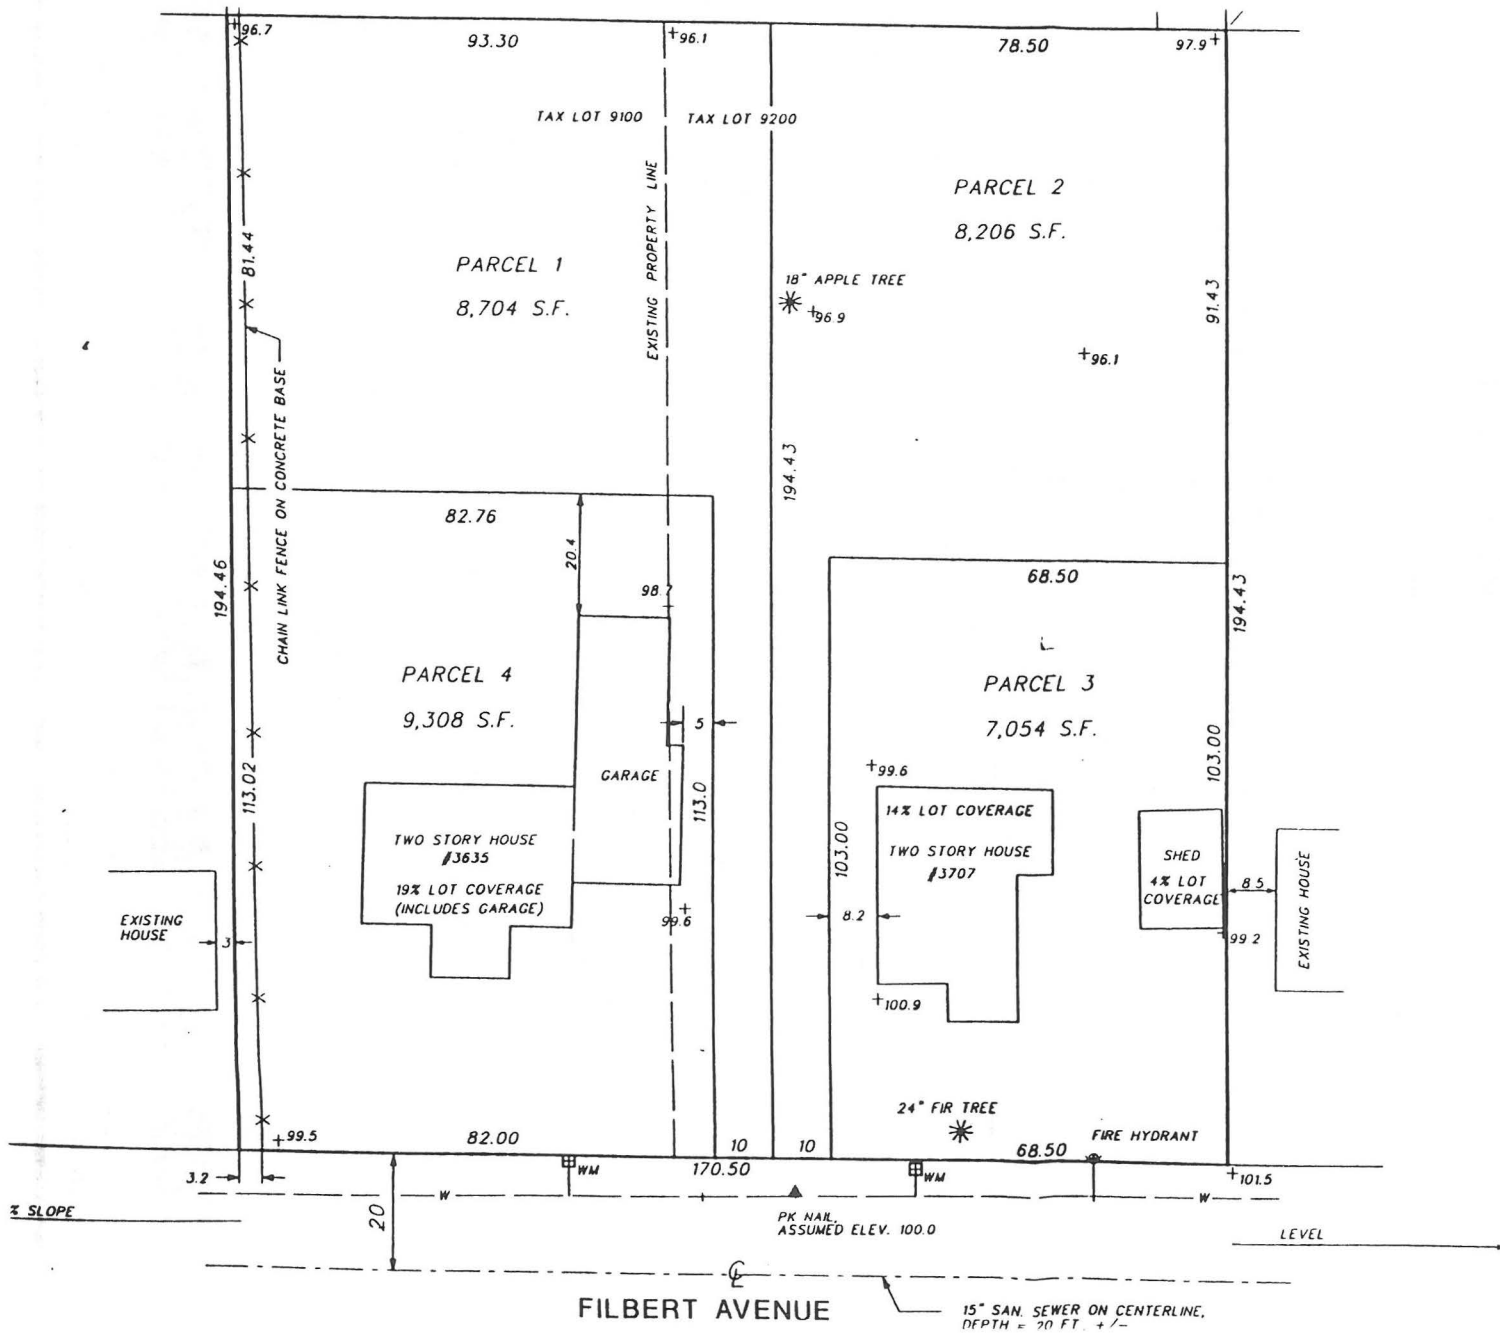 96.7
93.30
96.1
78.50
97.9
TAX LOT 9100
TAX LOT 9200
EXISTING PROPERTY LINE
PARCEL 2
8,206 S.F.
81.44
PARCEL 1
8,704 S.F.
18" APPLE TREE
96.9
91.43
96.1
CHAIN LINK FENCE ON CONCRETE BASE
194.43
82.76
20.4
194.46
98.7
68.50
194.43
PARCEL 4
9,308 S.F.
5
PARCEL 3
7,054 S.F.
113.02
GARAGE
113.0
99.6
103.00
103.00
14% LOT COVERAGE
TWO STORY HOUSE
#3635
TWO STORY HOUSE
#3707
19% LOT COVERAGE
(INCLUDES GARAGE)
SHED
4% LOT
COVERAGE
8.5
EXISTING HOUSE
EXISTING
HOUSE
3
99.6
8.2
99.2
100.9
24" FIR TREE
FIRE HYDRANT
99.5
82.00
10
10
68.50
3.2
WM
170.50
WM
101.5
W
W
% SLOPE
20
PK NAIL,
ASSUMED ELEV. 100.0
LEVEL
℄
FILBERT AVENUE
15" SAN. SEWER ON CENTERLINE,
DEPTH = 20 FT. +/-